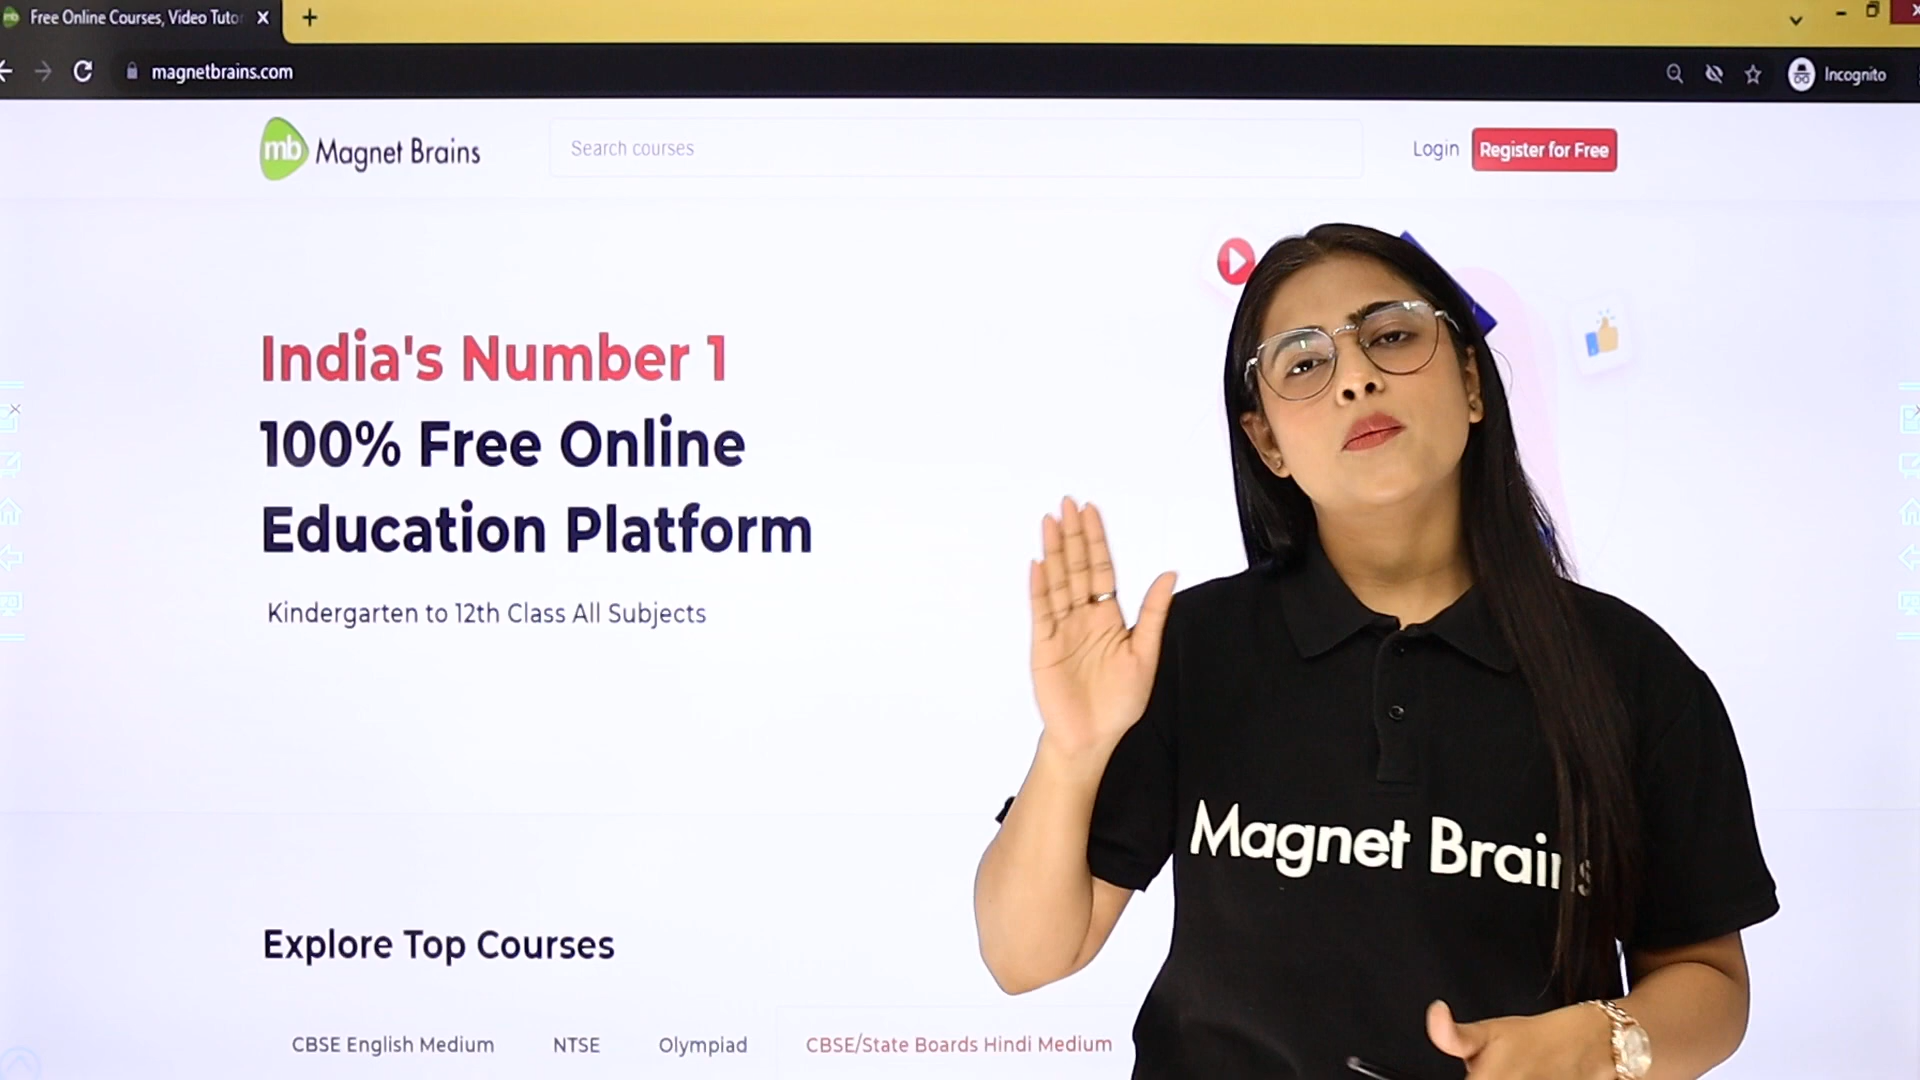 Free Online Courses, Video Tuto
magnetbrains.com
Incognito
mb Magnet Brains
Search courses
Login
Register for Free
India's Number 1
100% Free Online
Education Platform
Kindergarten to 12th Class All Subjects
Magnet Brains
Explore Top Courses
CBSE English Medium
NTSE
Olympiad
CBSE/State Boards Hindi Medium